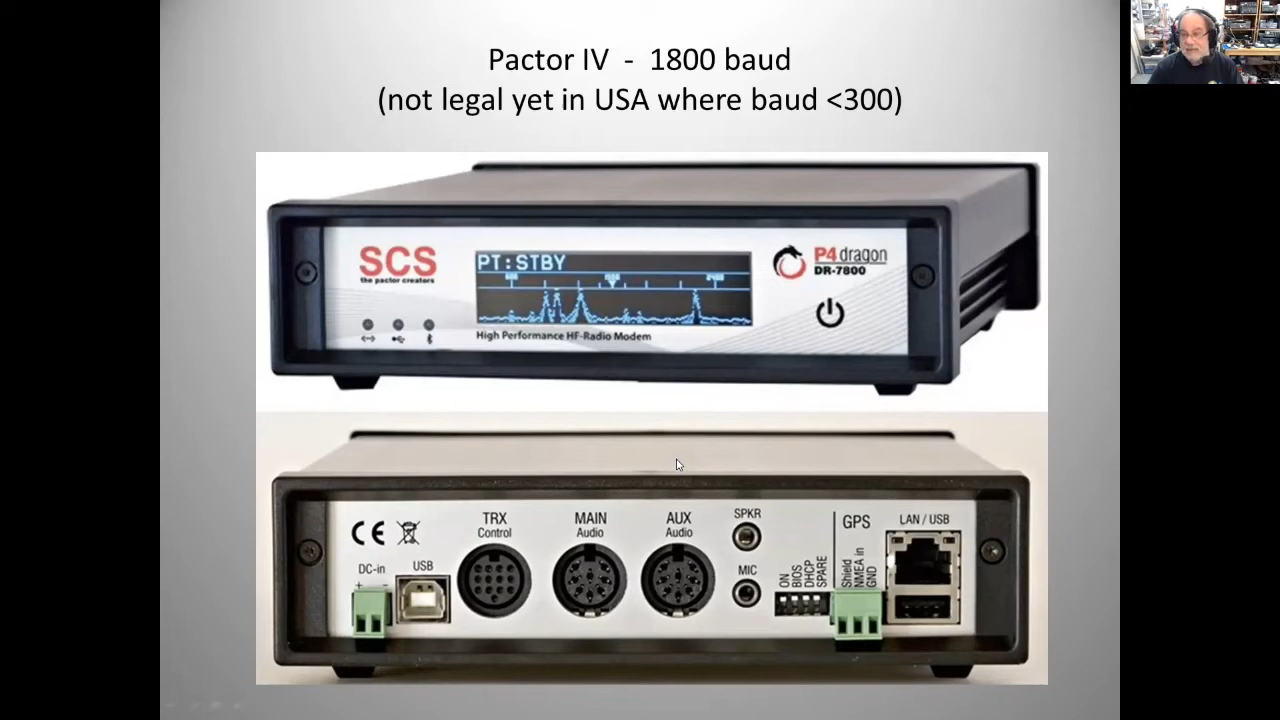 Pactor IV - 1800 baud
(not legal yet in USA where baud <300)
SCS
the pactor creators
PT:STBY
2400
P4dragon
DR-7800
High Performance HF-Radio Modem
CE
TRX
Control
MAIN
Audio
AUX
Audio
SPKR
GPS
LAN / USB
DC-in
+ -
USB
MIC
ON
BIOS
DHCP
SPARE
Shield
NMEA in
GND